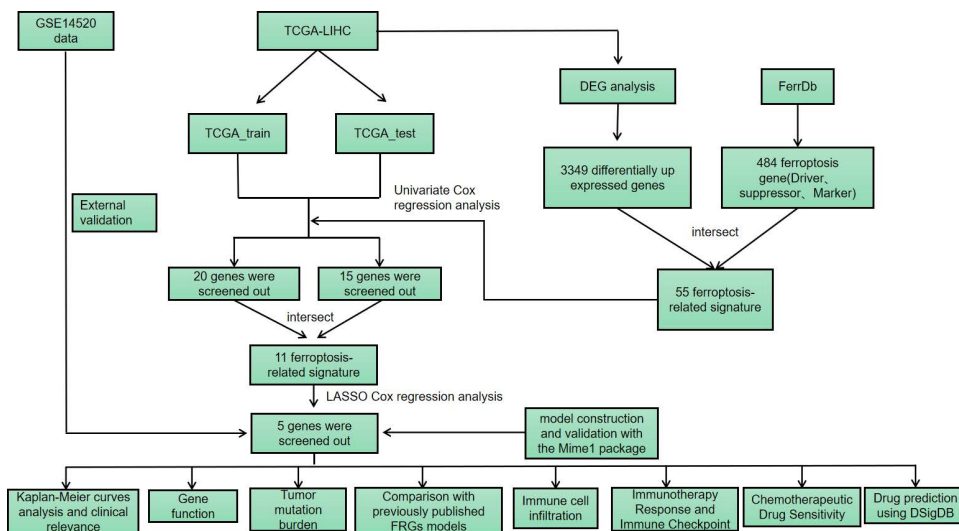 GSE14520
data
TCGA-LIHC
DEG analysis
FerrDb
TCGA_train
TCGA_test
3349 differentially up
expressed genes
484 ferroptosis
gene(Driver、
suppressor、Marker)
Univariate Cox
regression analysis
External
validation
intersect
20 genes were
screened out
15 genes were
screened out
55 ferroptosis-
related signature
intersect
11 ferroptosis-
related signature
LASSO Cox regression analysis
5 genes were
screened out
model construction
and validation with
the Mime1 package
Kaplan-Meier curves
analysis and clinical
relevance
Gene
function
Tumor
mutation
burden
Comparison with
previously published
FRGs models
Immune cell
infiltration
Immunotherapy
Response and
Immune Checkpoint
Chemotherapeutic
Drug Sensitivity
Drug prediction
using DSigDB